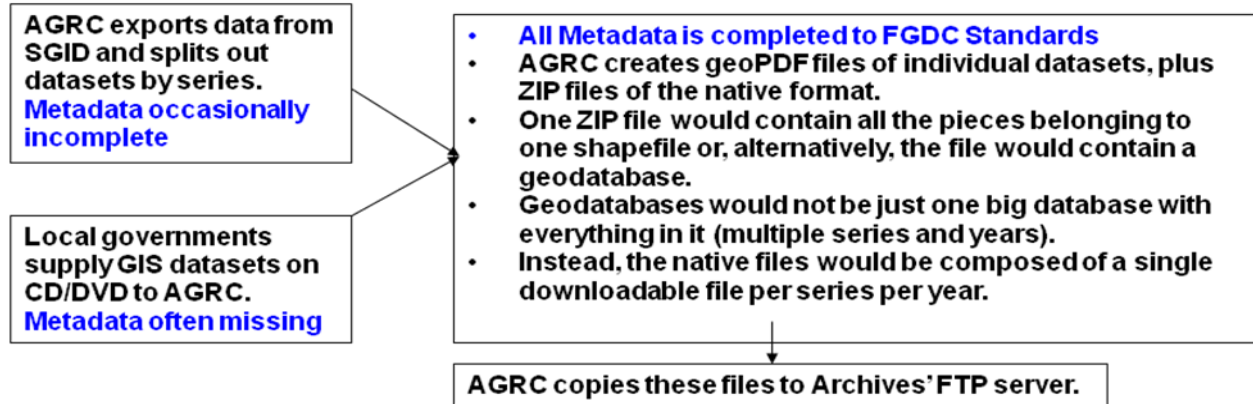 AGRC exports data from
SGID and splits out
datasets by series.
Metadata occasionally
incomplete
Local governments
supply GIS datasets on
CD/DVD to AGRC.
Metadata often missing
• All Metadata is completed to FGDC Standards
• AGRC creates geoPDF files of individual datasets, plus
ZIP files of the native format.
• One ZIP file would contain all the pieces belonging to
one shapefile or, alternatively, the file would contain a
geodatabase.
• Geodatabases would not be just one big database with
everything in it (multiple series and years).
• Instead, the native files would be composed of a single
downloadable file per series per year.
AGRC copies these files to Archives' FTP server.